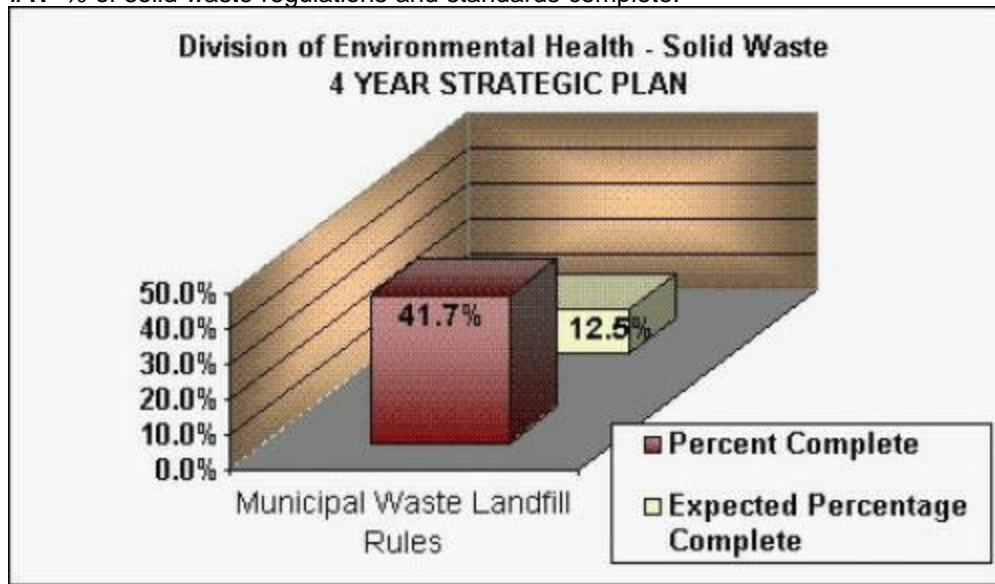 % of solid waste regulations and standards complete.
Division of Environmental Health - Solid Waste
4 YEAR STRATEGIC PLAN
50.0%
40.0%
30.0%
20.0%
10.0%
0.0%
41.7%
12.5%
Municipal Waste Landfill
Rules
Percent Complete
Expected Percentage
Complete